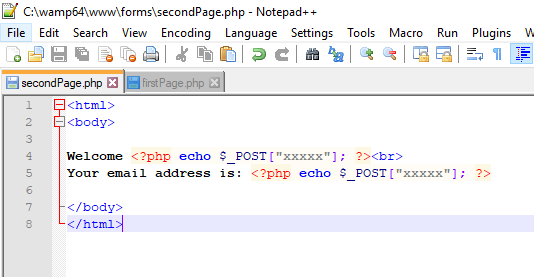 C:\wamp64\www\forms\secondPage.php - Notepad++
File Edit Search View Encoding Language Settings Tools Macro Run Plugins
secondPage.php firstPage.php
1 <html>
2 <body>
3
4 Welcome <?php echo $_POST["xxxxx"]; ?><br>
5 Your email address is: <?php echo $_POST["xxxxx"]; ?>
6
7 </body>
8 </html>